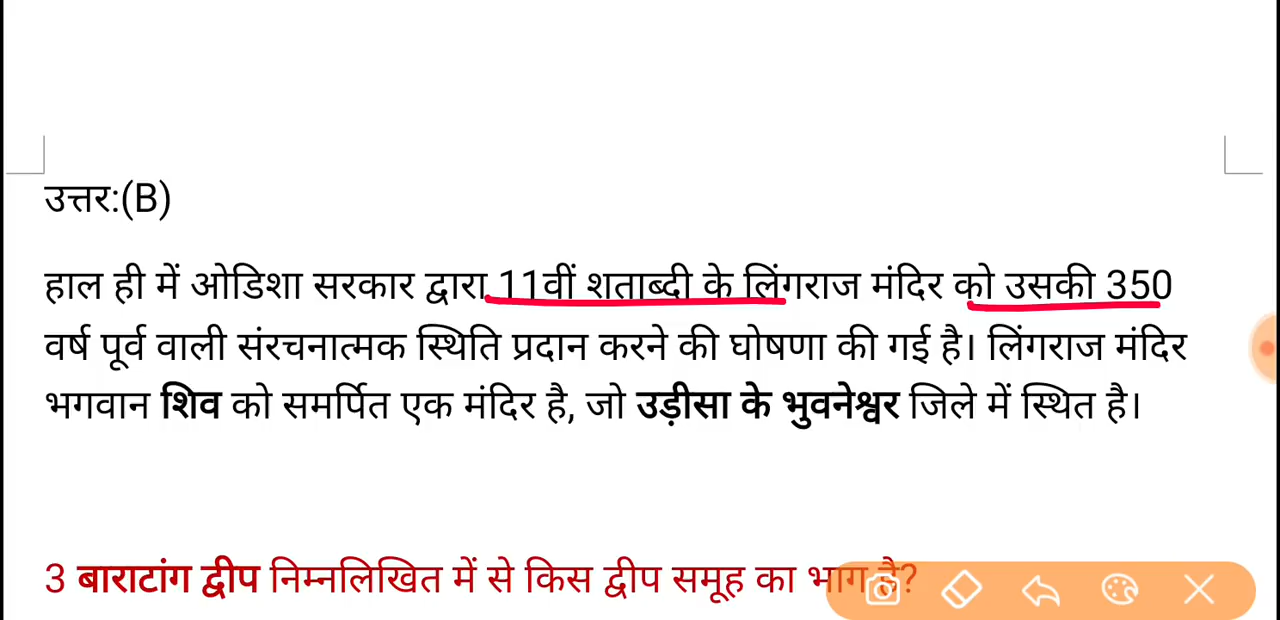 उत्तर:(B)
हाल ही में ओडिशा सरकार द्वारा 11वीं शताब्दी के लिंगराज मंदिर को उसकी 350
वर्ष पूर्व वाली संरचनात्मक स्थिति प्रदान करने की घोषणा की गई है। लिंगराज मंदिर
भगवान शिव को समर्पित एक मंदिर है, जो उड़ीसा के भुवनेश्वर जिले में स्थित है।
3 बाराटांग द्वीप निम्नलिखित में से किस द्वीप समूह का भाग है?